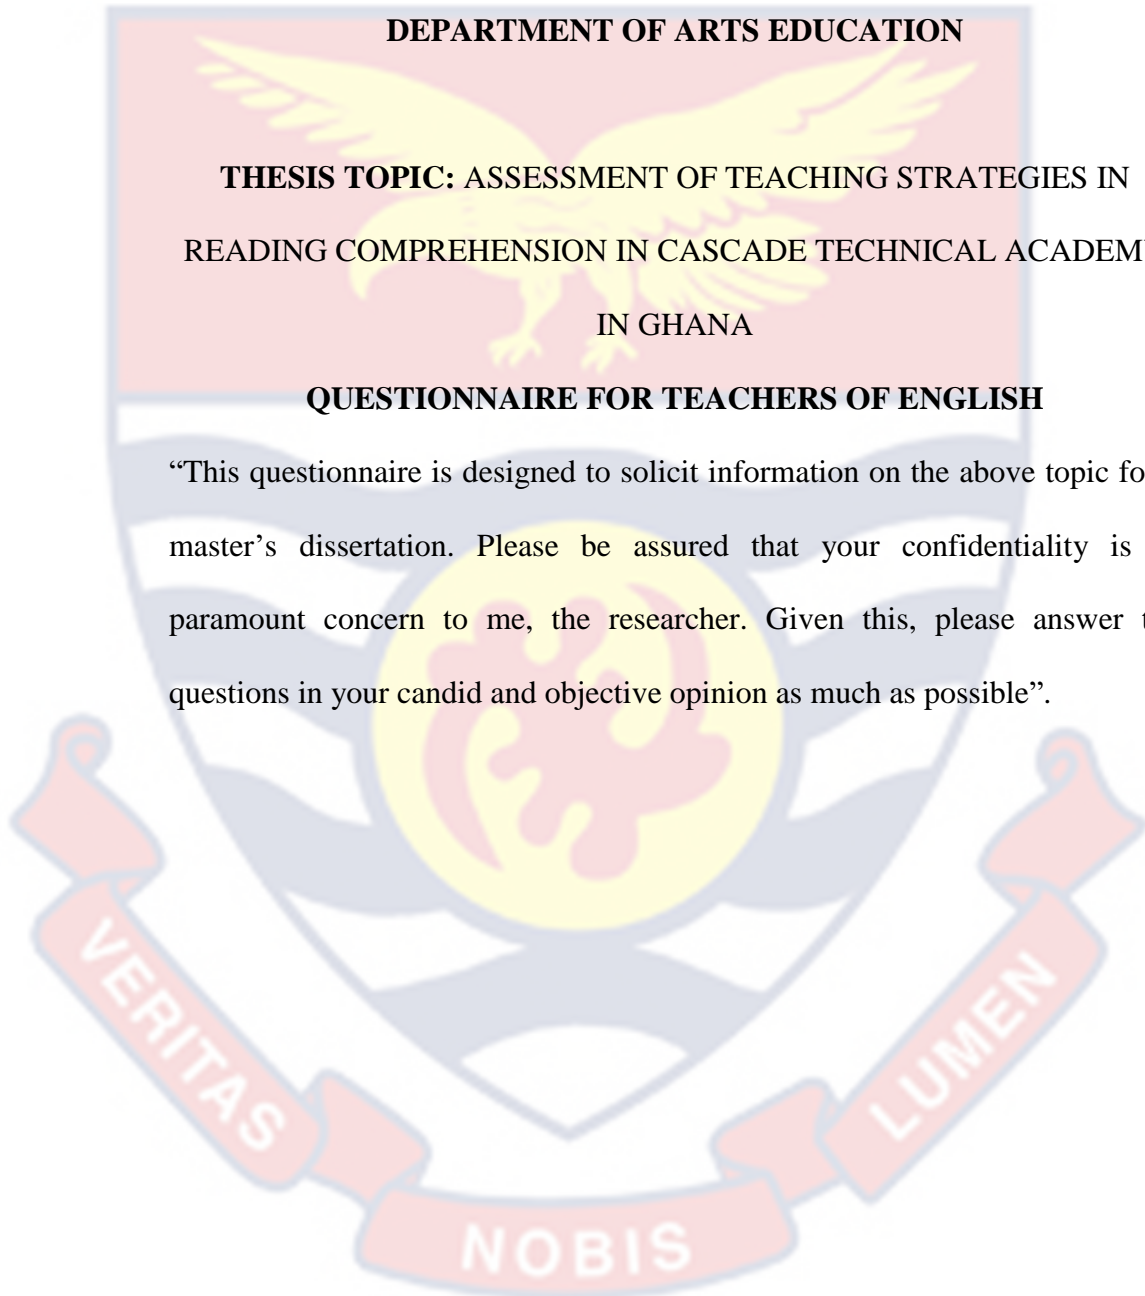 DEPARTMENT OF ARTS EDUCATION
THESIS TOPIC: ASSESSMENT OF TEACHING STRATEGIES IN
READING COMPREHENSION IN CASCADE TECHNICAL ACADEM
IN GHANA
QUESTIONNAIRE FOR TEACHERS OF ENGLISH
“This questionnaire is designed to solicit information on the above topic fo
master’s dissertation. Please be assured that your confidentiality is
paramount concern to me, the researcher. Given this, please answer t
questions in your candid and objective opinion as much as possible”.
VERITAS
NOBIS
LUMEN